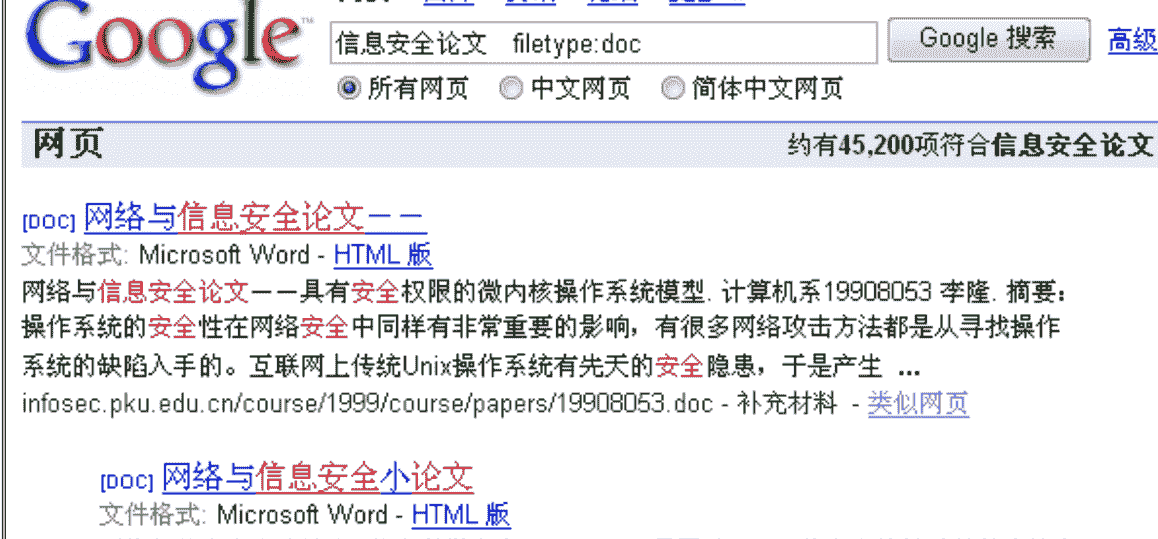 Google™
信息安全论文 filetype:doc
Google 搜索
高级
所有网页 中文网页 简体中文网页
网页
约有45,200项符合信息安全论文
[DOC] 网络与信息安全论文－－
文件格式: Microsoft Word - HTML 版
网络与信息安全论文－－具有安全权限的微内核操作系统模型. 计算机系19908053 李隆. 摘要：
操作系统的安全性在网络安全中同样有非常重要的影响，有很多网络攻击方法都是从寻找操作
系统的缺陷入手的。互联网上传统Unix操作系统有先天的安全隐患，于是产生 ...
infosec.pku.edu.cn/course/1999/course/papers/19908053.doc - 补充材料 - 类似网页
[DOC] 网络与信息安全小论文
文件格式: Microsoft Word - HTML 版